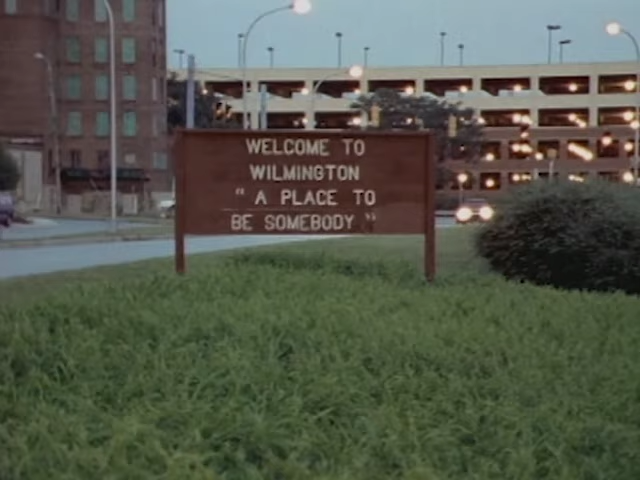 WELCOME TO
WILMINGTON
" A PLACE TO
BE SOMEBODY "